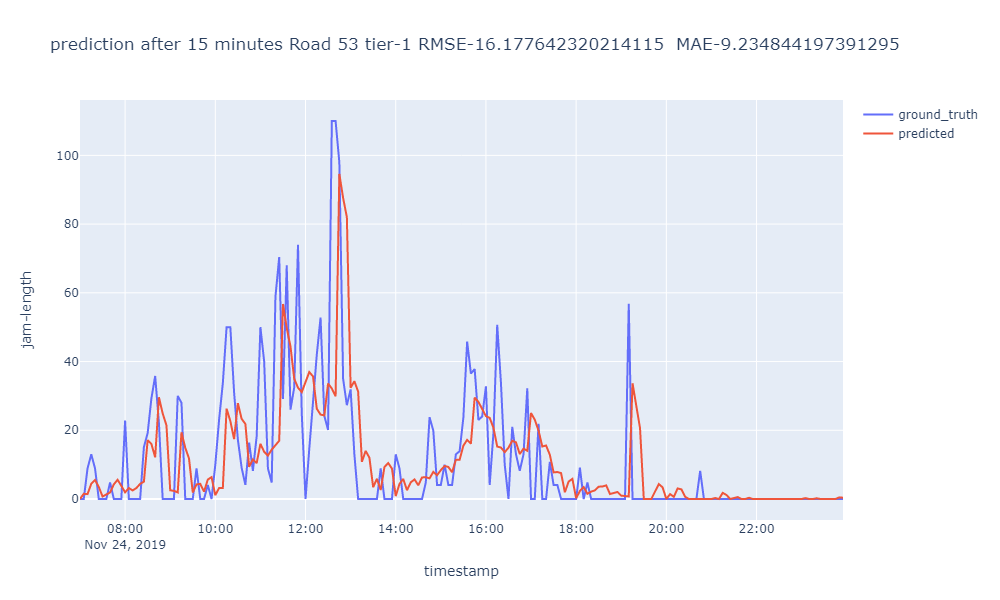 prediction after 15 minutes Road 53 tier-1 RMSE-16.177642320214115  MAE-9.234844197391295
ground_truth
predicted
100
80
60
40
20
0
jam-length
08:00 10:00 12:00 14:00 16:00 18:00 20:00 22:00
Nov 24, 2019
timestamp